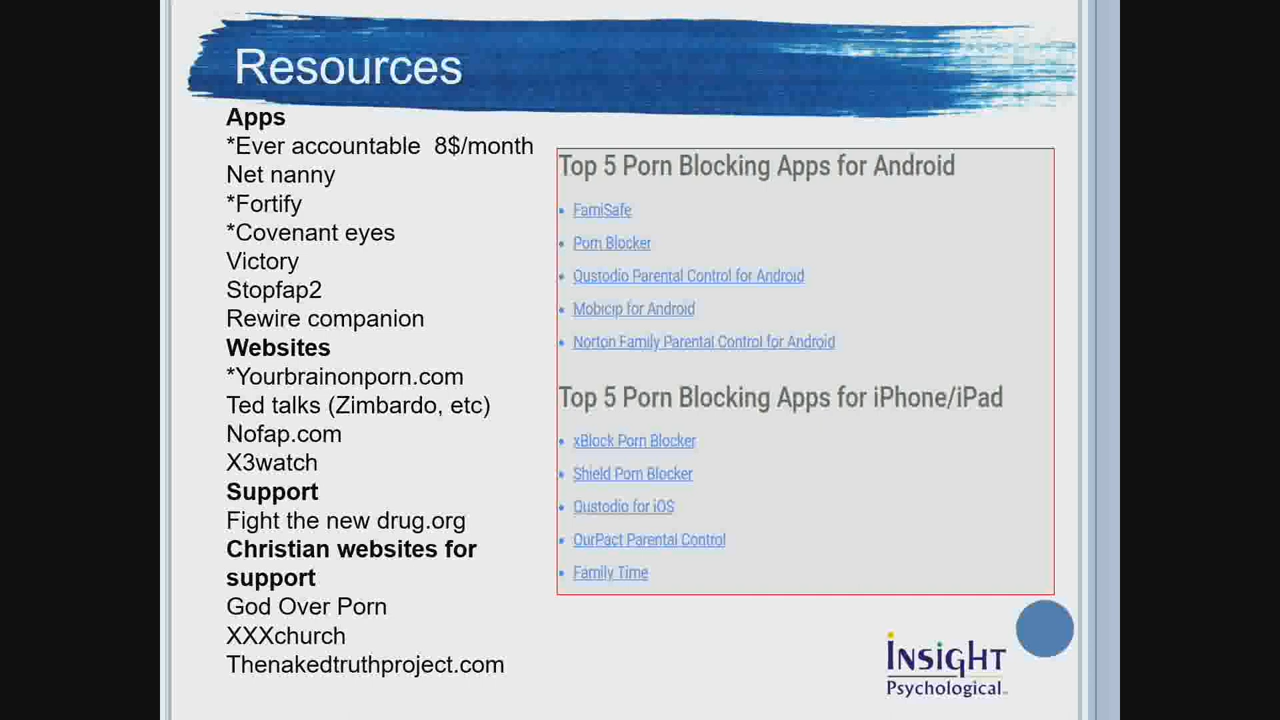 Resources
Apps
*Ever accountable 8$/month
Net nanny
*Fortify
*Covenant eyes
Victory
Stopfap2
Rewire companion
Websites
*Yourbrainonporn.com
Ted talks (Zimbardo, etc)
Nofap.com
X3watch
Support
Fight the new drug.org
Christian websites for
support
God Over Porn
XXXchurch
Thenakedtruthproject.com
Top 5 Porn Blocking Apps for Android
• FamiSafe
• Porn Blocker
• Qustodio Parental Control for Android
• Mobicip for Android
• Norton Family Parental Control for Android
Top 5 Porn Blocking Apps for iPhone/iPad
• xBlock Porn Blocker
• Shield Porn Blocker
• Qustodio for iOS
• OurPact Parental Control
• Family Time
Insight
Psychological